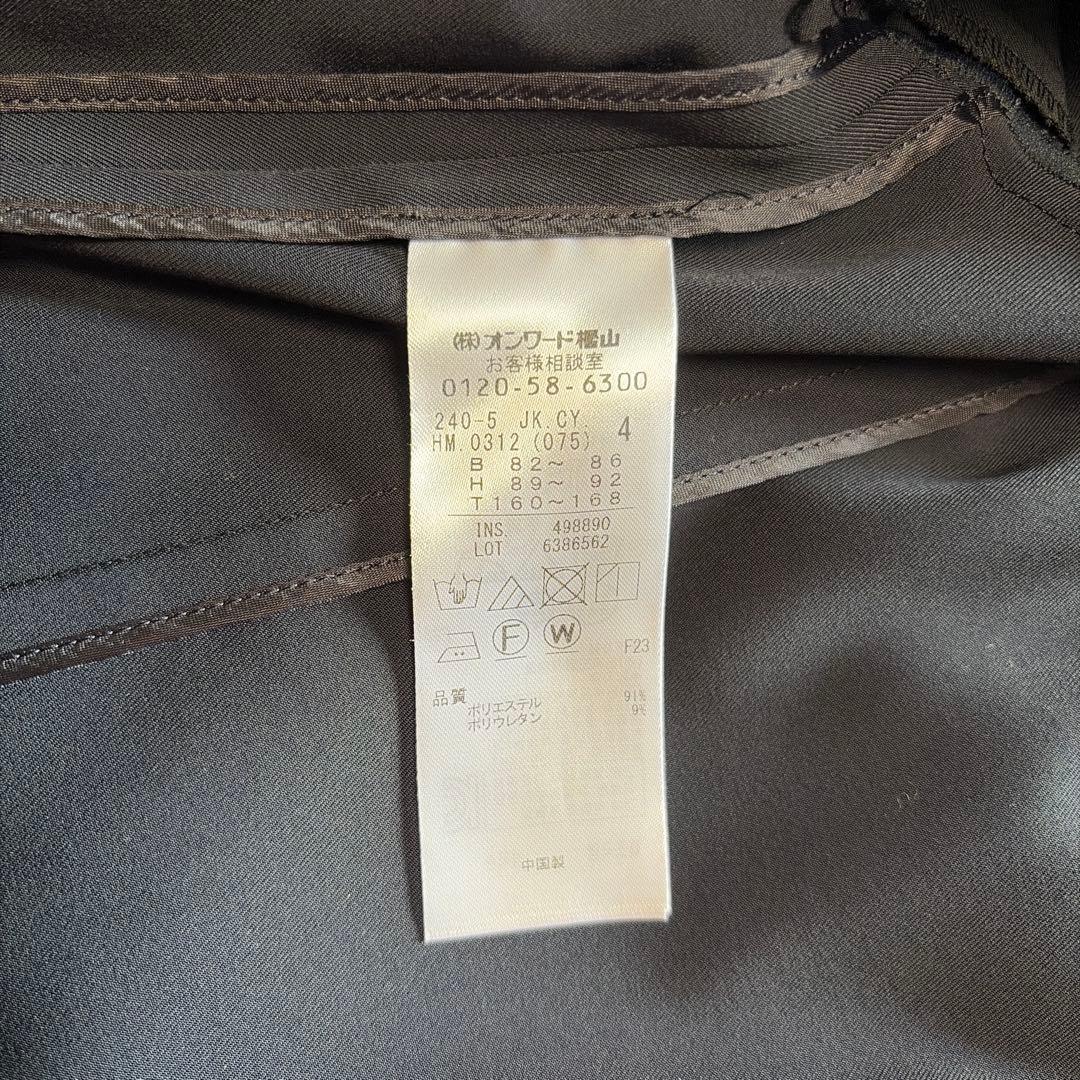 (株)オンワード樫山
お客様相談室
0120-58-6300
240-5 JK.CY. 4
HM.0312 (075)
B 82～ 86
H 89～ 92
T160～168
INS. 498890
LOT 6386562
F W
F23
品質 ポリエステル 91%
ポリウレタン 9%
中国製